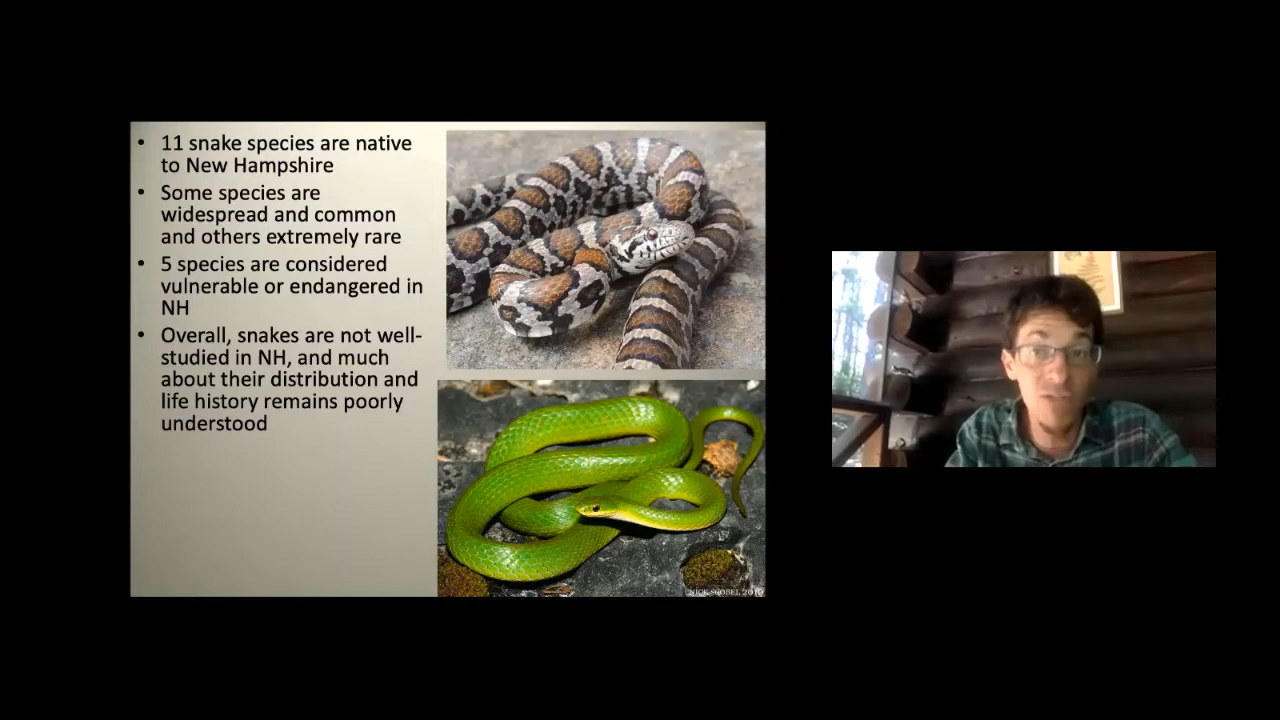 • 11 snake species are native
to New Hampshire
• Some species are
widespread and common
and others extremely rare
• 5 species are considered
vulnerable or endangered in
NH
• Overall, snakes are not well-
studied in NH, and much
about their distribution and
life history remains poorly
understood
NICK SCOBEL 2010